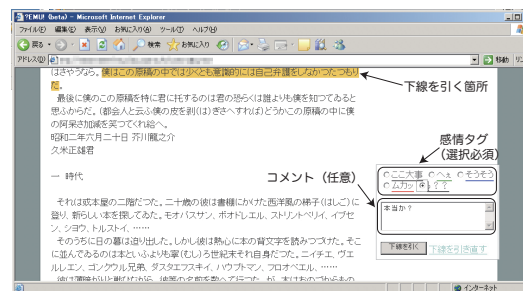 ?EMU! (beta) - Microsoft Internet Explorer
ファイル(F) 編集(E) 表示(V) お気に入り(A) ツール(T) ヘルプ(H)
戻る 検索 お気に入り
アドレス(D) 移動 リン
はさやうなら。僕はこの原稿の中では少くとも意識的には自己弁護をしなかつたつもり
だ。
下線を引く箇所
最後に僕のこの原稿を特に君に托するのは君の恐らくは誰よりも僕を知つてゐると
思ふからだ。(都会人と云ふ僕の皮を剥(は)ぎさへすれば)どうかこの原稿の中に僕
の阿呆さ加減を笑つてくれ給へ。
昭和二年六月二十日 芥川龍之介
久米正雄君
感情タグ
(選択必須)
一 時代
コメント(任意)
ここ大事 へぇ そうそう
ムカッ ???
本当か?
下線を引く 下線を引き直す
それは或本屋の二階だつた。二十歳の彼は書棚にかけた西洋風の梯子(はしご)に
登り、新らしい本を探してゐた。モオパスサン、ボオドレエル、ストリントベリイ、イブセ
ン、シヨウ、トルストイ、……
そのうちに日の暮は迫り出した。しかし彼は熱心に本の背文字を読みつづけた。そこ
に並んでゐるのは本といふよりも寧(むし)ろ世紀末それ自身だつた。ニイチエ、ヴエ
ルレエン、ゴンクウル兄弟、ダスタエフスキイ、ハウプトマン、フロオベエル、……
インターネット